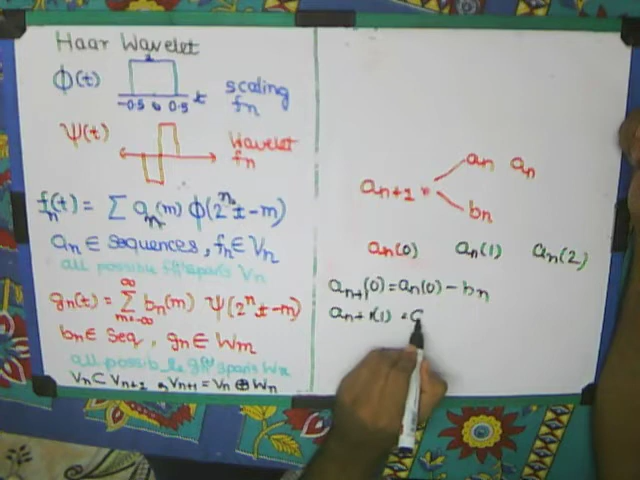 Haar Wavelet
ϕ(t)
-0.5 0 0.5 t
scaling
fn
ψ(t)
Wavelet
fn
fn(t) = ∑ an(m) ϕ(2^n t - m)
an ∈ sequences, fn ∈ Vn
all possible
spans Vn
gn(t) = ∑ m=-∞ ∞ bn(m) ψ(2^n t - m)
bn ∈ Seq, gn ∈ Wm
all possible gn spans Wn
Vn ⊂ Vn+1, Vn+1 = Vn ⊕ Wn
an an
an+1
bn
an(0) an(1) an(2)
an+1(0) = an(0) - bn
an+1(1) = a